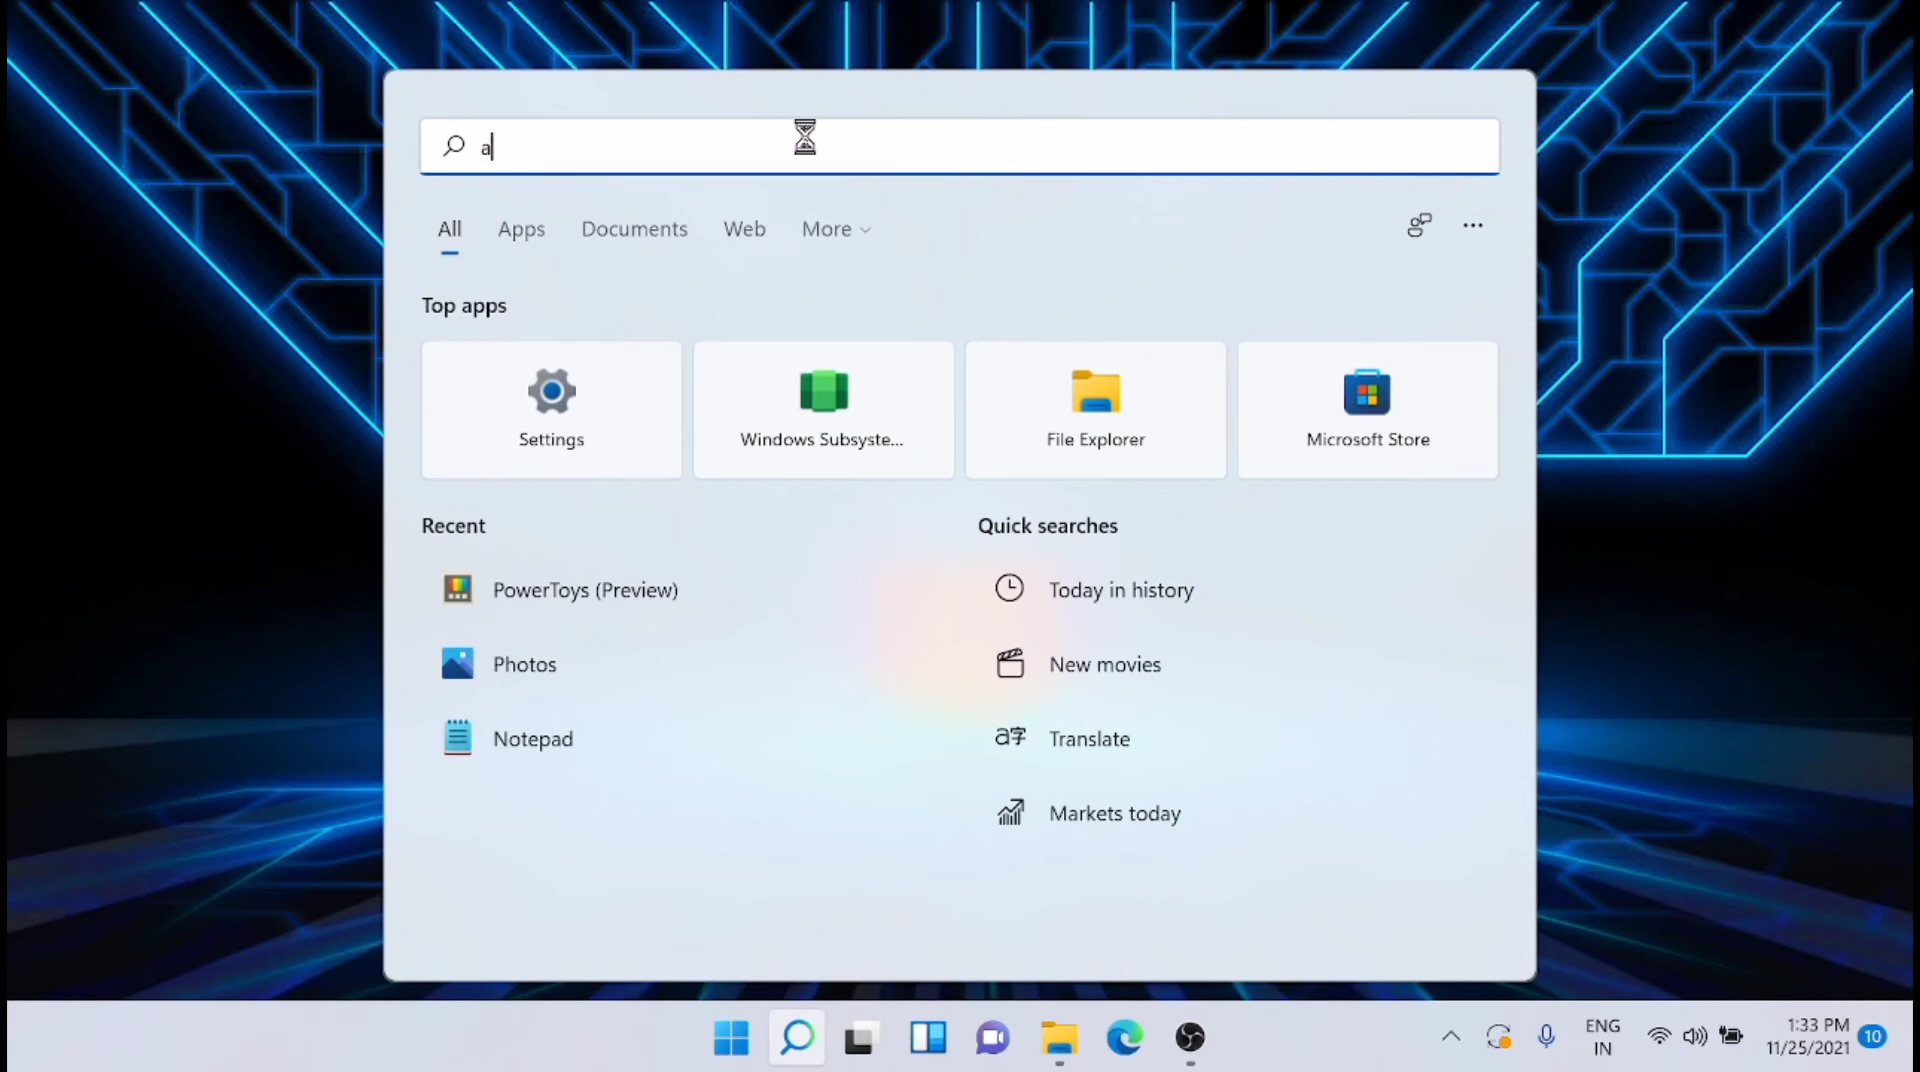 a
All Apps Documents Web More
Top apps
Settings
Windows Subsyste...
File Explorer
Microsoft Store
Recent
PowerToys (Preview)
Photos
Notepad
Quick searches
Today in history
New movies
a字 Translate
Markets today
ENG
IN
1:33 PM
11/25/2021
10